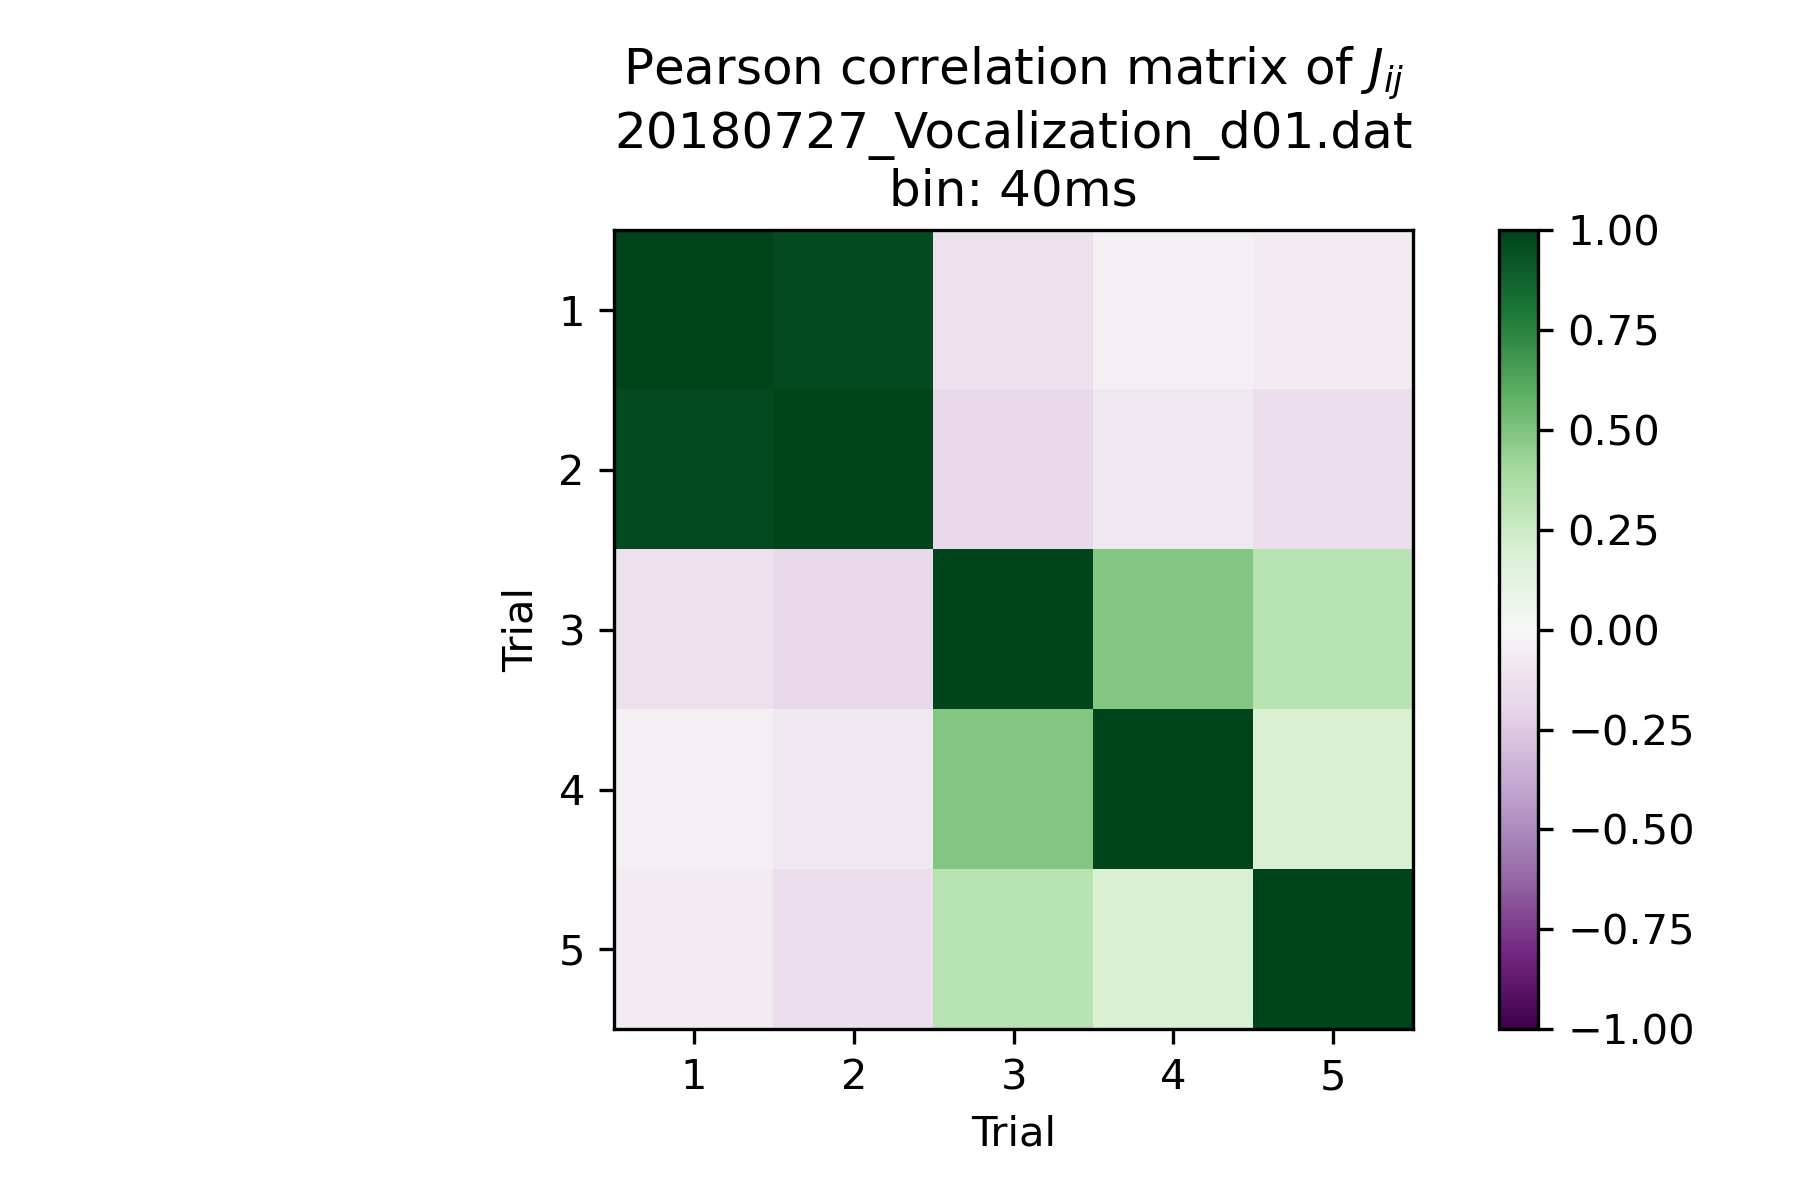 Pearson correlation matrix of J_{ij}
20180727_Vocalization_d01.dat
bin: 40ms
1
2
3
4
5
Trial
1 2 3 4 5
Trial
1.00
0.75
0.50
0.25
0.00
−0.25
−0.50
−0.75
−1.00